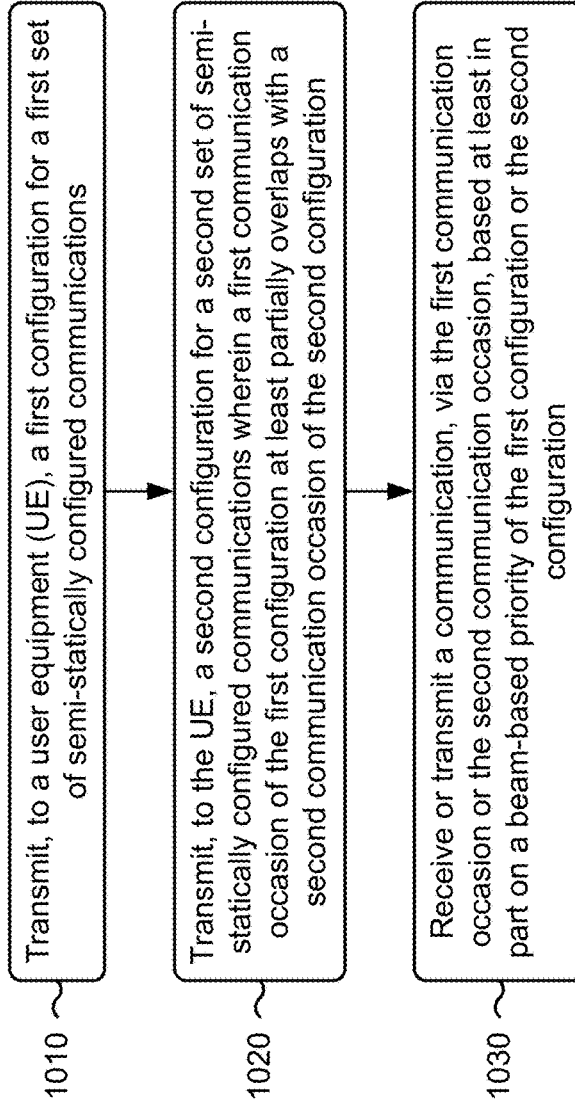 1010
Transmit, to a user equipment (UE), a first configuration for a first set
of semi-statically configured communications
1020
Transmit, to the UE, a second configuration for a second set of semi-
statically configured communications wherein a first communication
occasion of the first configuration at least partially overlaps with a
second communication occasion of the second configuration
1030
Receive or transmit a communication, via the first communication
occasion or the second communication occasion, based at least in
part on a beam-based priority of the first configuration or the second
configuration